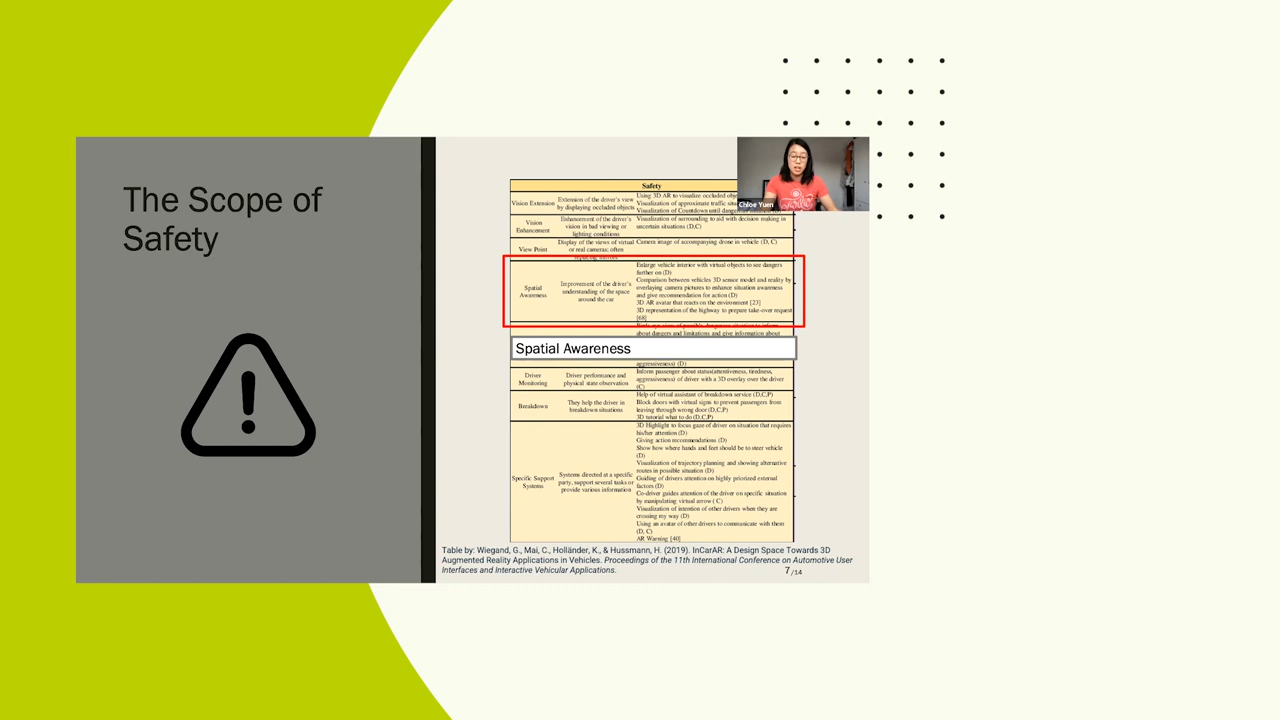 The Scope of
Safety
Chloe Yuen
Safety
Vision Extension
Extension of the driver's view
by displaying occluded objects
Using 3D AR to visualize occluded
Visualization of approximate traffic
Visualization of Countdown until
Vision
Enhancement
Enhancement of the driver's
vision in bad viewing or
lighting conditions
Visualization of surrounding to aid with decision making in
uncertain situations (D,C)
View Point
Display of the views of virtual
or real cameras; often
Camera image of accompanying drone in vehicle (D, C)
Spatial
Awareness
Improvement of the driver's
understanding of the space
around the car
Enlarge vehicle interior with virtual objects to see dangers
further on (D)
Comparison between vehicles 3D sensor model and reality by
overlaying camera pictures to enhance situation awareness
and give recommendation for action (D)
3D AR avatar that reacts on the environment [23]
3D representation of the highway to prepare take-over request
[68]
about dangers and limitations and give information about
Spatial Awareness
aggressiveness) (D)
Driver
Monitoring
Driver performance and
physical state observation
Inform passenger about status(attentiveness, tiredness,
aggressiveness) of driver with a 3D overlay over the driver
(C)
Breakdown
They help the driver in
breakdown situations
Help of virtual assistant of breakdown service (D,C,P)
Block doors with virtual signs to prevent passengers from
leaving through wrong door (D,C,P)
3D tutorial what to do (D,C,P)
Specific Support
Systems
Systems directed at a specific
party, support several tasks or
provide various information
3D Highlight to focus gaze of driver on situation that requires
his/her attention (D)
Giving action recommendations (D)
Show how where hands and feet should be to steer vehicle
(D)
Visualization of trajectory planning and showing alternative
routes in possible situation (D)
Guiding of drivers attention on highly priorized external
factors (D)
Co-driver guides attention of the driver on specific situation
by manipulating virtual arrow ( C)
Visualization of intention of other drivers when they are
crossing my way (D)
Using an avatar of other drivers to communicate with them
(D, C)
AR Warning [40]
Table by: Wiegand, G., Mai, C., Holländer, K., & Hussmann, H. (2019). InCarAR: A Design Space Towards 3D
Augmented Reality Applications in Vehicles. Proceedings of the 11th International Conference on Automotive User
Interfaces and Interactive Vehicular Applications.
7/14